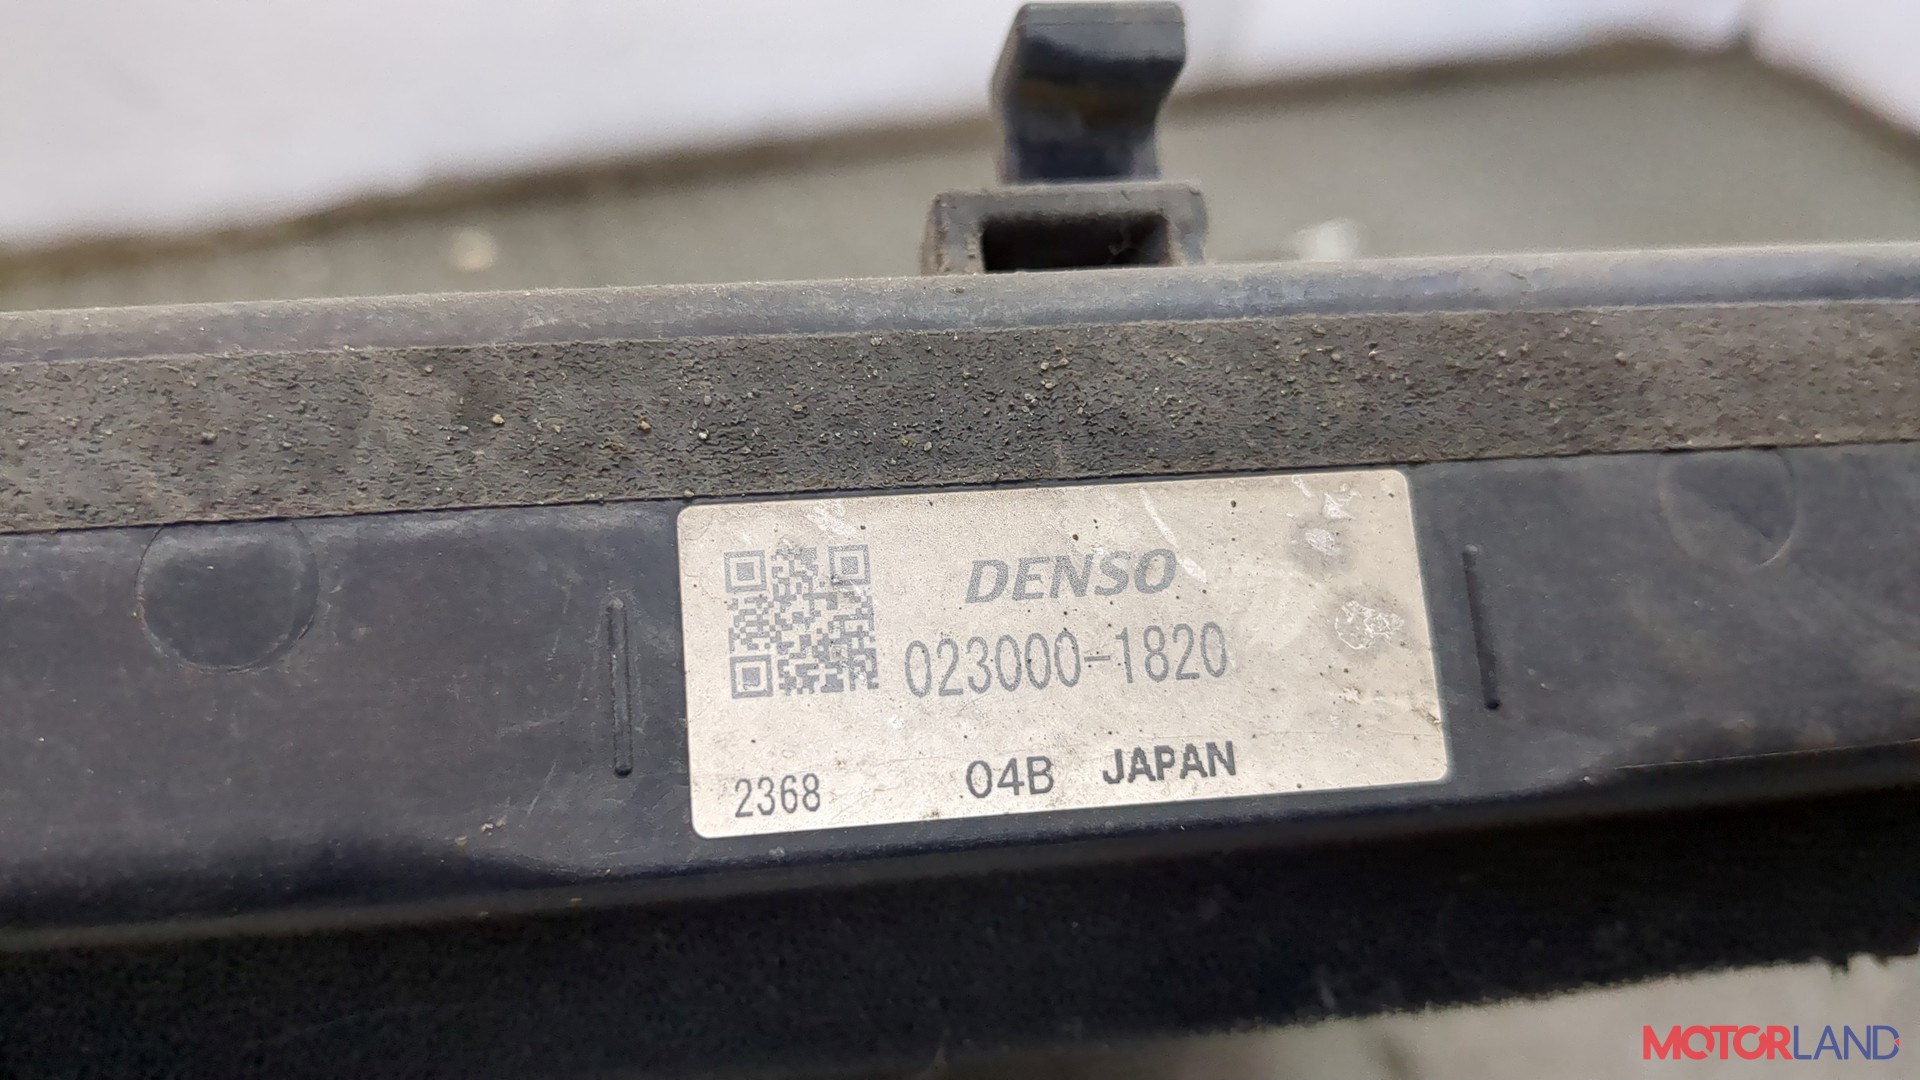 DENSO
023000-1820
2368 04B JAPAN
MOTORLAND